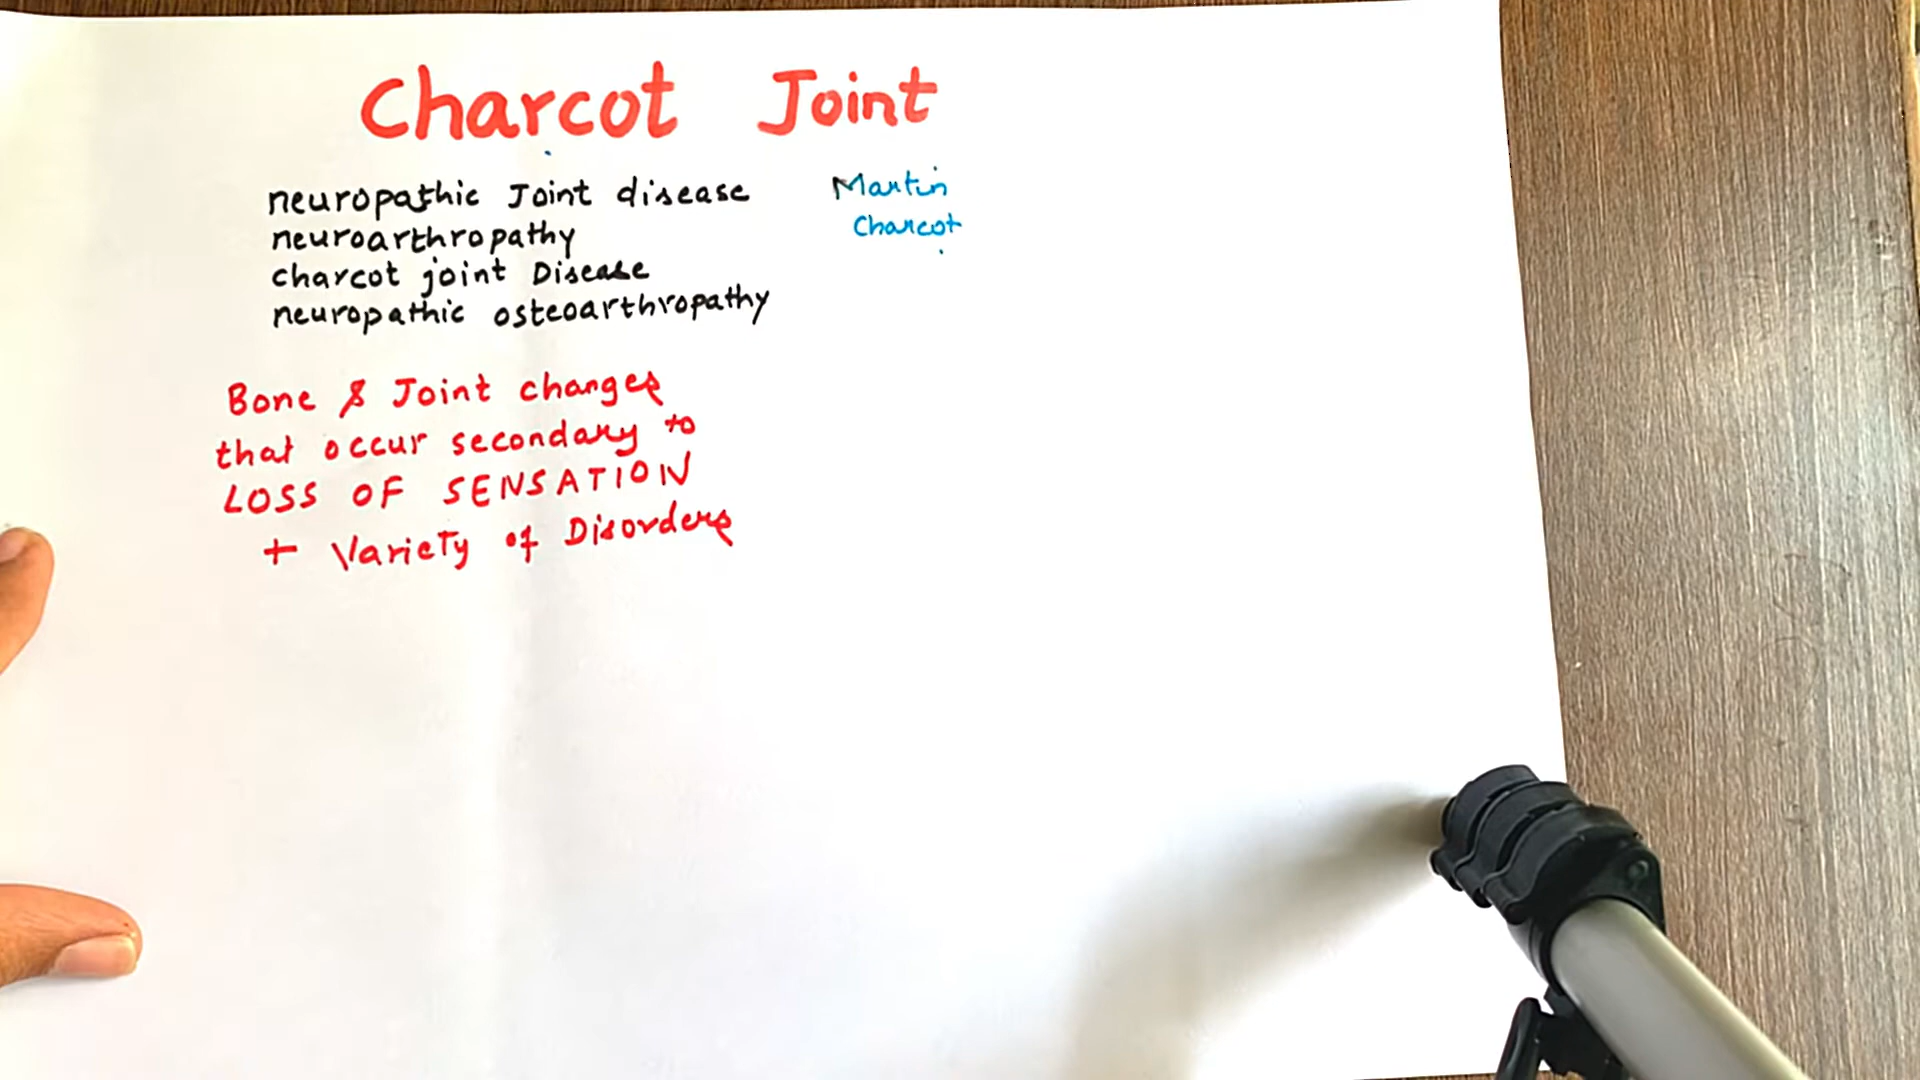 Charcot Joint
neuropathic Joint disease
neuroarthropathy
charcot joint Disease
neuropathic osteoarthropathy
Martin
Charcot
Bone & Joint changes
that occur secondary to
LOSS OF SENSATION
+ Variety of Disorders